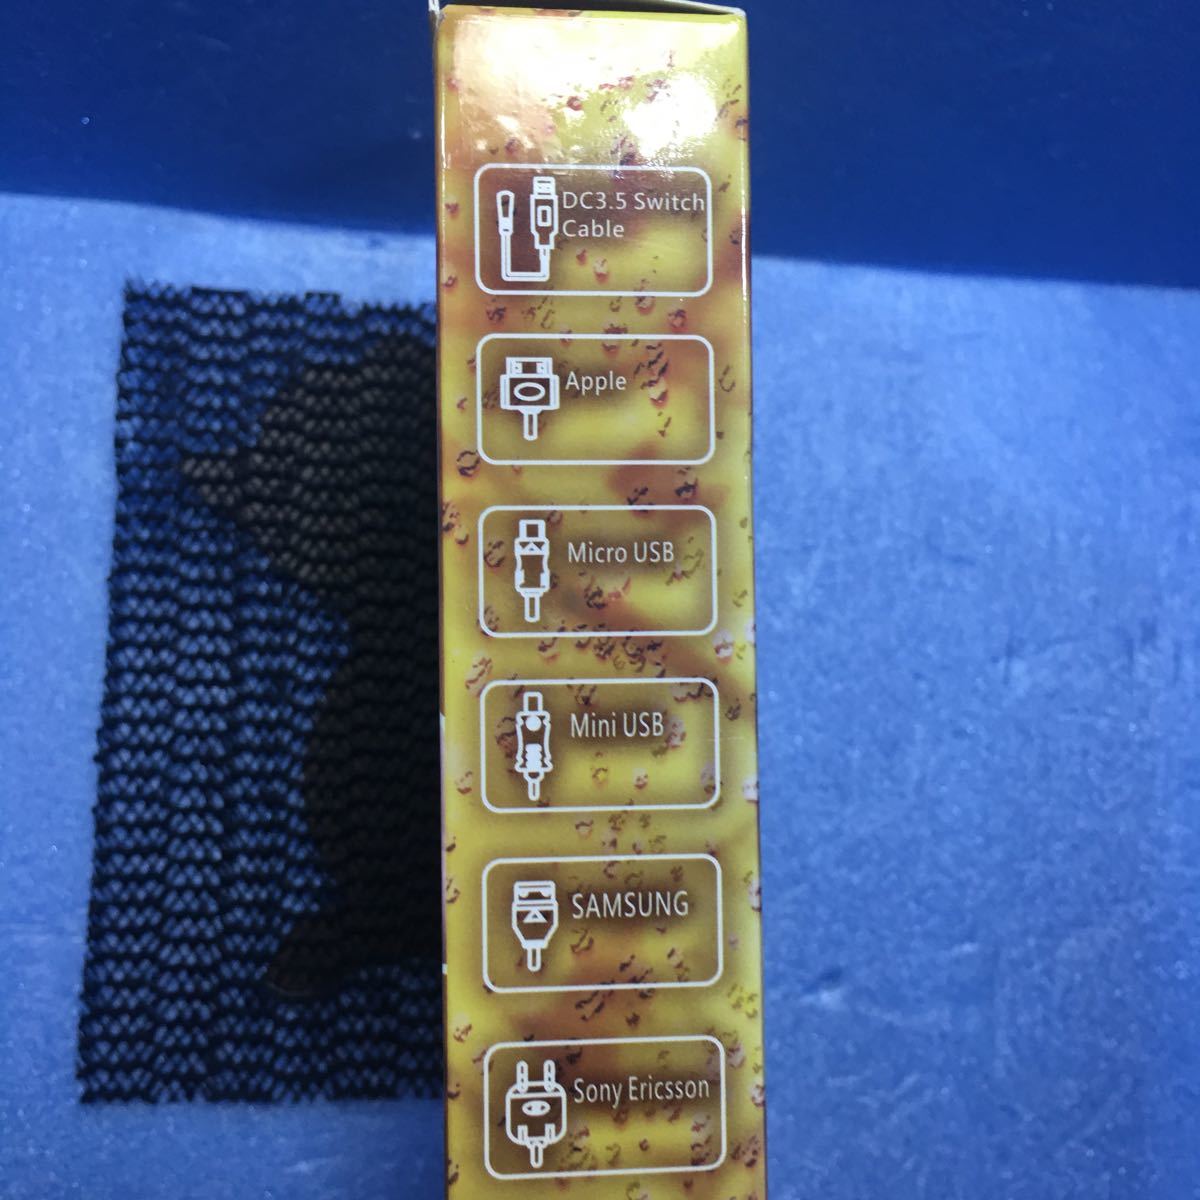 DC3.5 Switch
Cable
Apple
Micro USB
Mini USB
SAMSUNG
Sony Ericsson